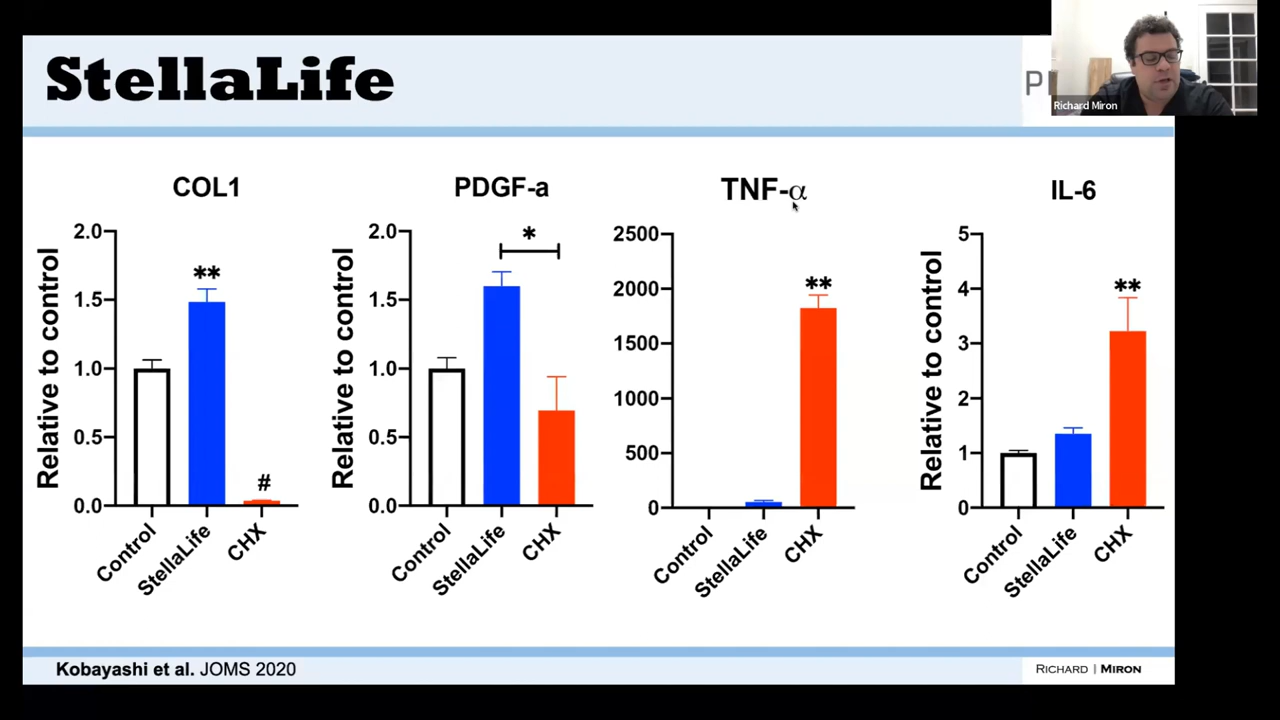 StellaLife
P
Richard Miron
COL1
PDGF-a
TNF-α
IL-6
Relative to control
2.0
1.5
**
1.0
0.5
#
0.0
Control
StellaLife
CHX
Relative to control
2.0
*
1.5
1.0
0.5
0.0
Control
StellaLife
CHX
2500
2000
**
1500
1000
500
0
Control
StellaLife
CHX
Relative to control
5
4
**
3
2
1
0
Control
StellaLife
CHX
Kobayashi et al. JOMS 2020
RICHARD | MIRON